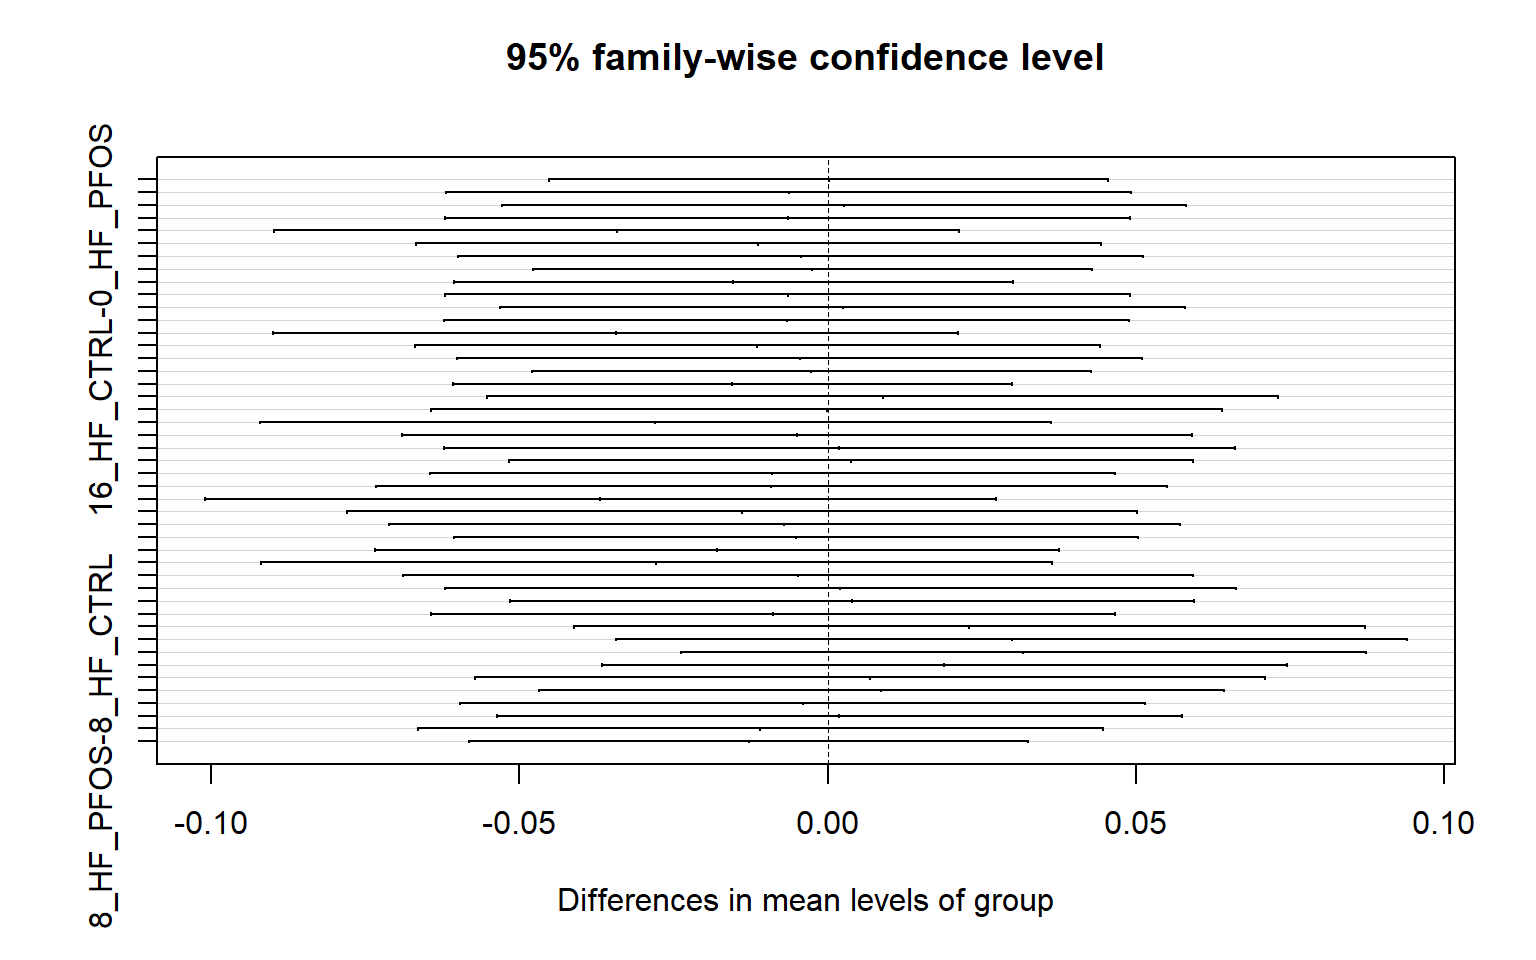 95% family-wise confidence level
8_HF_PFOS-8_HF_CTRL
16_HF_CTRL-0_HF_PFOS
-0.10
-0.05
0.00
0.05
0.10
Differences in mean levels of group